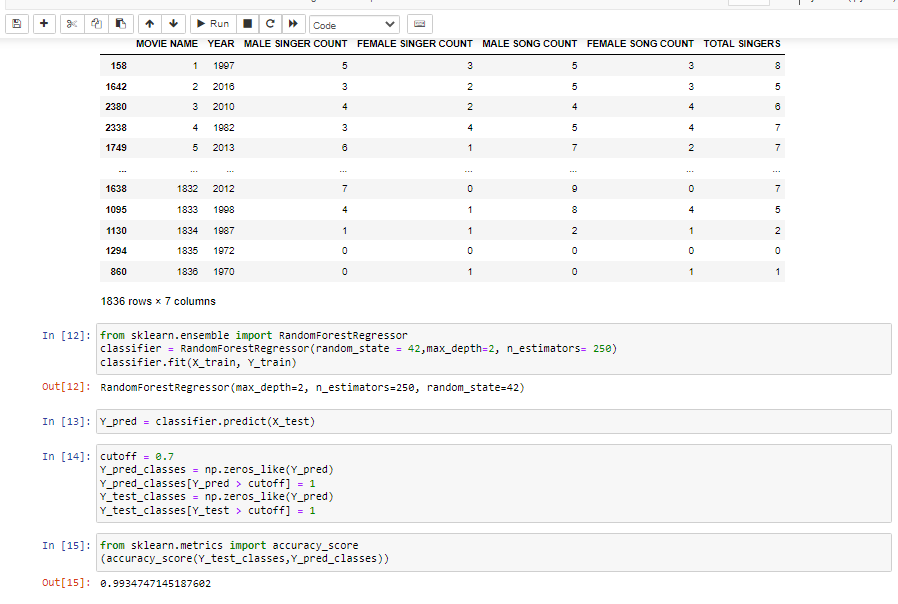 Run Code
MOVIE NAME YEAR MALE SINGER COUNT FEMALE SINGER COUNT MALE SONG COUNT FEMALE SONG COUNT TOTAL SINGERS
158 1 1997 5 3 5 3 8
1642 2 2016 3 2 5 3 5
2380 3 2010 4 2 4 4 6
2338 4 1982 3 4 5 4 7
1749 5 2013 6 1 7 2 7
... ... ... ... ... ... ... ...
1638 1832 2012 7 0 9 0 7
1095 1833 1998 4 1 8 4 5
1130 1834 1987 1 1 2 1 2
1294 1835 1972 0 0 0 0 0
860 1836 1970 0 1 0 1 1
1836 rows × 7 columns
In [12]: from sklearn.ensemble import RandomForestRegressor
classifier = RandomForestRegressor(random_state = 42,max_depth=2, n_estimators= 250)
classifier.fit(X_train, Y_train)
Out[12]: RandomForestRegressor(max_depth=2, n_estimators=250, random_state=42)
In [13]: Y_pred = classifier.predict(X_test)
In [14]: cutoff = 0.7
Y_pred_classes = np.zeros_like(Y_pred)
Y_pred_classes[Y_pred > cutoff] = 1
Y_test_classes = np.zeros_like(Y_pred)
Y_test_classes[Y_test > cutoff] = 1
In [15]: from sklearn.metrics import accuracy_score
(accuracy_score(Y_test_classes,Y_pred_classes))
Out[15]: 0.9934747145187602